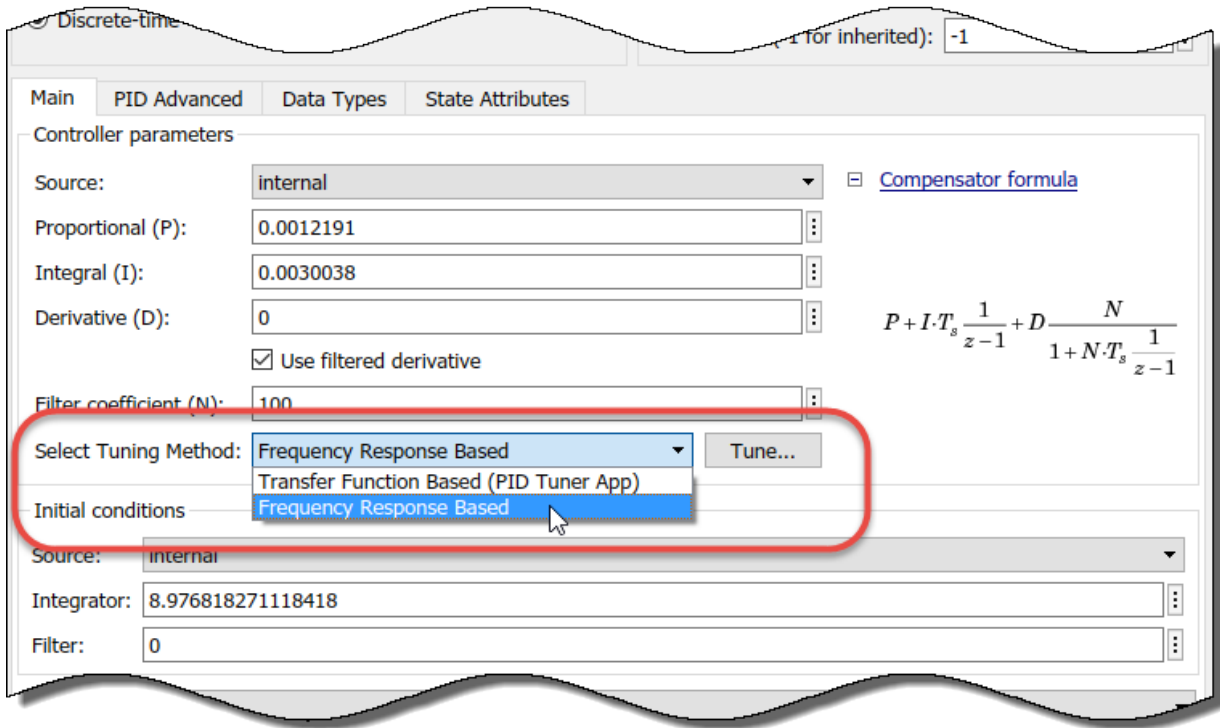 Discrete-time
(-1 for inherited): -1
Main PID Advanced Data Types State Attributes
Controller parameters
Source: internal
Compensator formula
Proportional (P): 0.0012191
Integral (I): 0.0030038
Derivative (D): 0
P + I·Tₛ 1/(z−1) + D N/(1 + N·Tₛ 1/(z−1))
Use filtered derivative
Filter coefficient (N): 100
Select Tuning Method: Frequency Response Based Tune...
Transfer Function Based (PID Tuner App)
Frequency Response Based
Initial conditions
Source: internal
Integrator: 8.976818271118418
Filter: 0